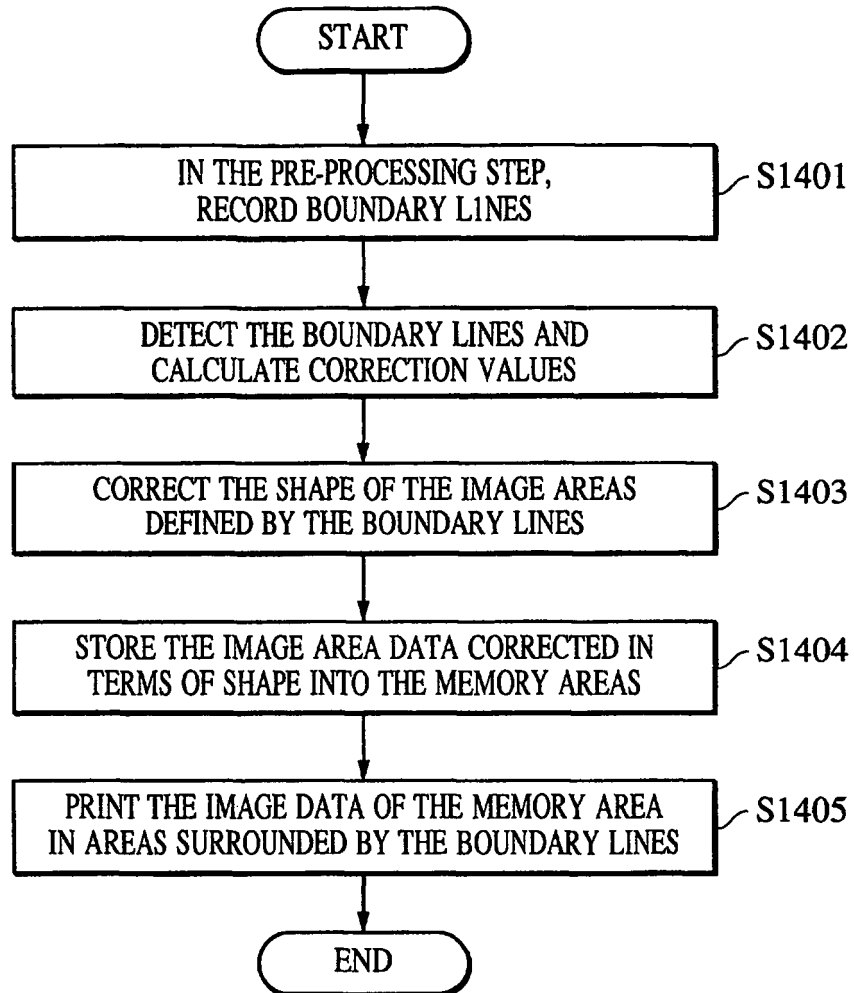 START
IN THE PRE-PROCESSING STEP,
RECORD BOUNDARY L1NES
S1401
DETECT THE BOUNDARY LINES AND
CALCULATE CORRECTION VALUES
S1402
CORRECT THE SHAPE OF THE IMAGE AREAS
DEFINED BY THE BOUNDARY LINES
S1403
STORE THE IMAGE AREA DATA CORRECTED IN
TERMS OF SHAPE INTO THE MEMORY AREAS
S1404
PRINT THE IMAGE DATA OF THE MEMORY AREA
IN AREAS SURROUNDED BY THE BOUNDARY LINES
S1405
END